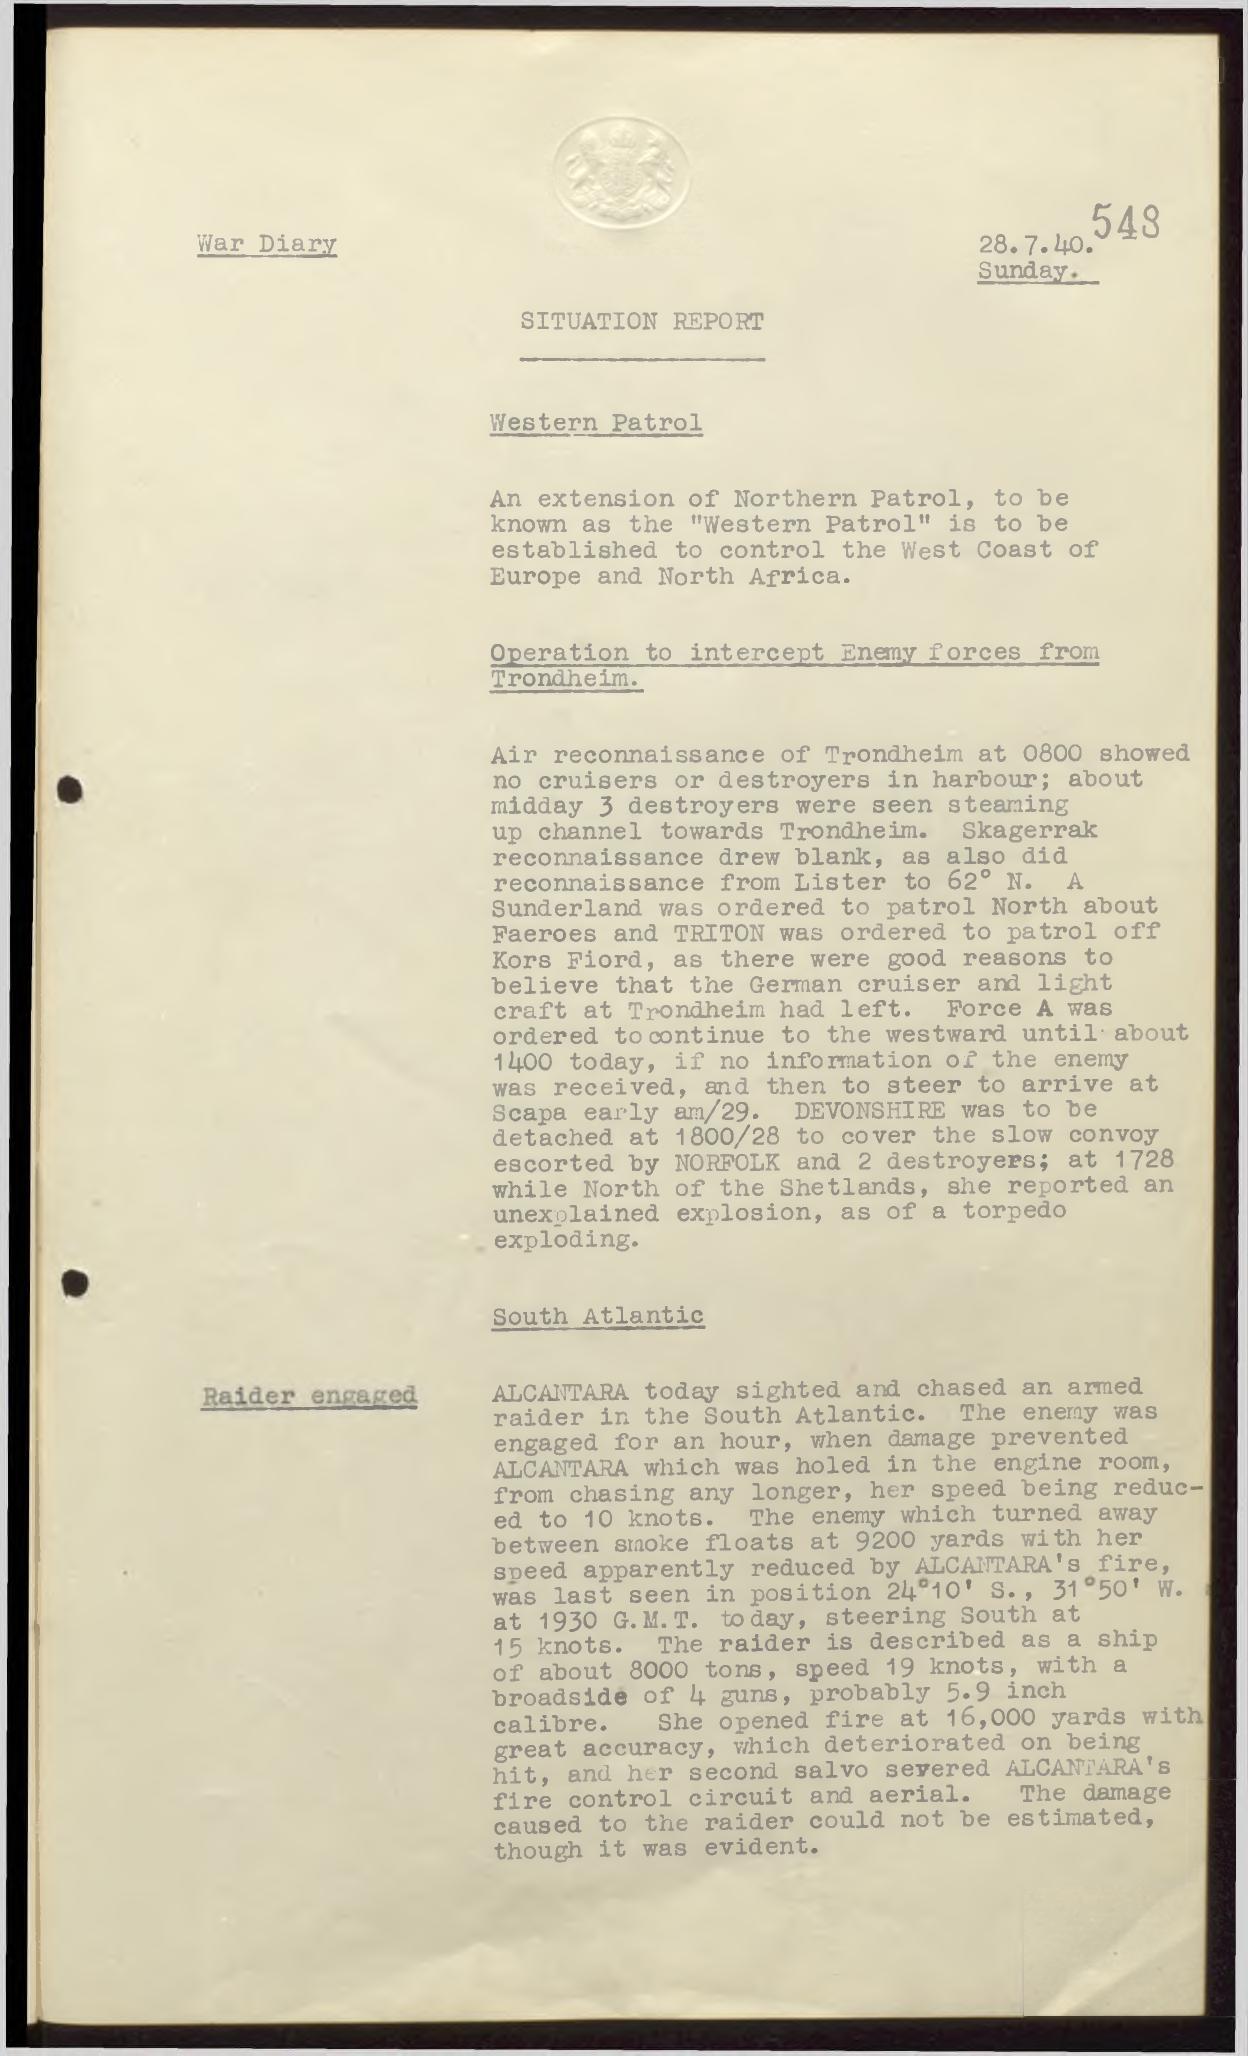 548
War Diary
28.7.40.
Sunday.
SITUATION REPORT
Western Patrol
An extension of Northern Patrol, to be
known as the "Western Patrol" is to be
established to control the West Coast of
Europe and North Africa.
Operation to intercept Enemy forces from
Trondheim.
Air reconnaissance of Trondheim at 0800 showed
no cruisers or destroyers in harbour; about
midday 3 destroyers were seen steaming
up channel towards Trondheim. Skagerrak
reconnaissance drew blank, as also did
reconnaissance from Lister to 62° N. A
Sunderland was ordered to patrol North about
Faeroes and TRITON was ordered to patrol off
Kors Fiord, as there were good reasons to
believe that the German cruiser and light
craft at Trondheim had left. Force A was
ordered to continue to the westward until about
1400 today, if no information of the enemy
was received, and then to steer to arrive at
Scapa early am/29. DEVONSHIRE was to be
detached at 1800/28 to cover the slow convoy
escorted by NORFOLK and 2 destroyers; at 1728
while North of the Shetlands, she reported an
unexplained explosion, as of a torpedo
exploding.
South Atlantic
Raider engaged
ALCANTARA today sighted and chased an armed
raider in the South Atlantic. The enemy was
engaged for an hour, when damage prevented
ALCANTARA which was holed in the engine room,
from chasing any longer, her speed being reduc-
ed to 10 knots. The enemy which turned away
between smoke floats at 9200 yards with her
speed apparently reduced by ALCANTARA's fire,
was last seen in position 24°10' S., 31°50' W.
at 1930 G.M.T. today, steering South at
15 knots. The raider is described as a ship
of about 8000 tons, speed 19 knots, with a
broadside of 4 guns, probably 5.9 inch
calibre. She opened fire at 16,000 yards with
great accuracy, which deteriorated on being
hit, and her second salvo severed ALCANTARA's
fire control circuit and aerial. The damage
caused to the raider could not be estimated,
though it was evident.